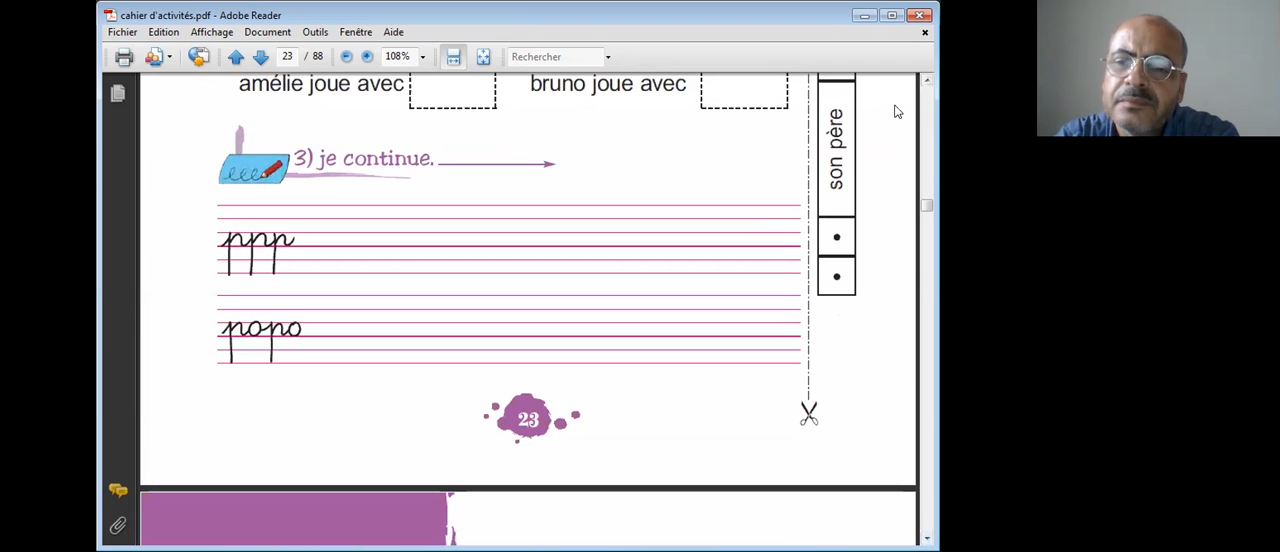 cahier d'activités.pdf - Adobe Reader
Fichier Edition Affichage Document Outils Fenêtre Aide
23 / 88 108% Rechercher
amélie joue avec bruno joue avec
son père
3) je continue.
ppp
popo
23